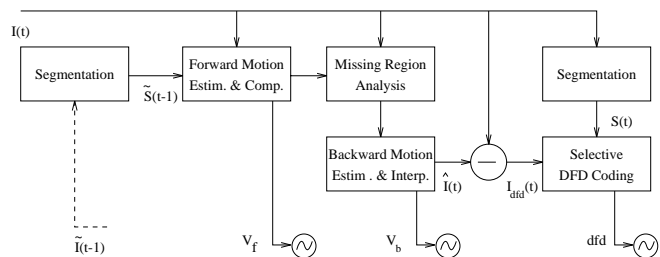 I(t)
Segmentation
S̃(t-1)
Forward Motion
Estim. & Comp.
Missing Region
Analysis
Segmentation
S(t)
Backward Motion
Estim . & Interp.
Î(t)
I_dfd(t)
Selective
DFD Coding
Ĩ(t-1)
V_f
V_b
dfd